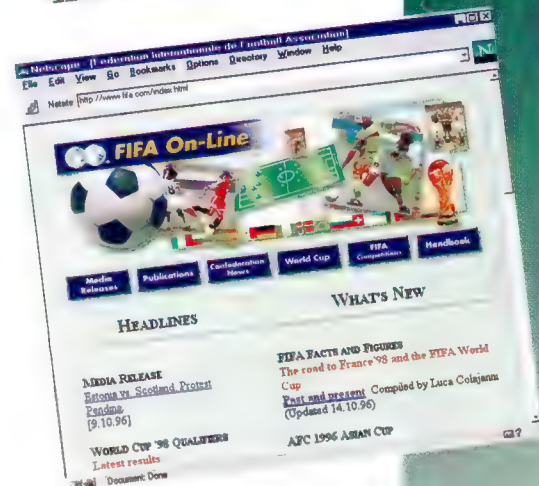 Netscape - [Federation Internationale de Football Association]
File Edit View Go Bookmarks Options Directory Window Help
Netsite http://www.fifa.com/index.html
FIFA On-Line
Media Releases
Publications
Confederation News
World Cup
FIFA Competitions
Handbook
HEADLINES
MEDIA RELEASE
Estonia vs. Scotland, Protest
Pending.
[9.10.96]
WORLD CUP '98 QUALIFIERS
Latest results
WHAT'S NEW
FIFA FACTS AND FIGURES
The road to France'98 and the FIFA World
Cup
Past and present Compiled by Luca Colajanni
(Updated 14.10.96)
AFC 1996 ASIAN CUP
Document: Done